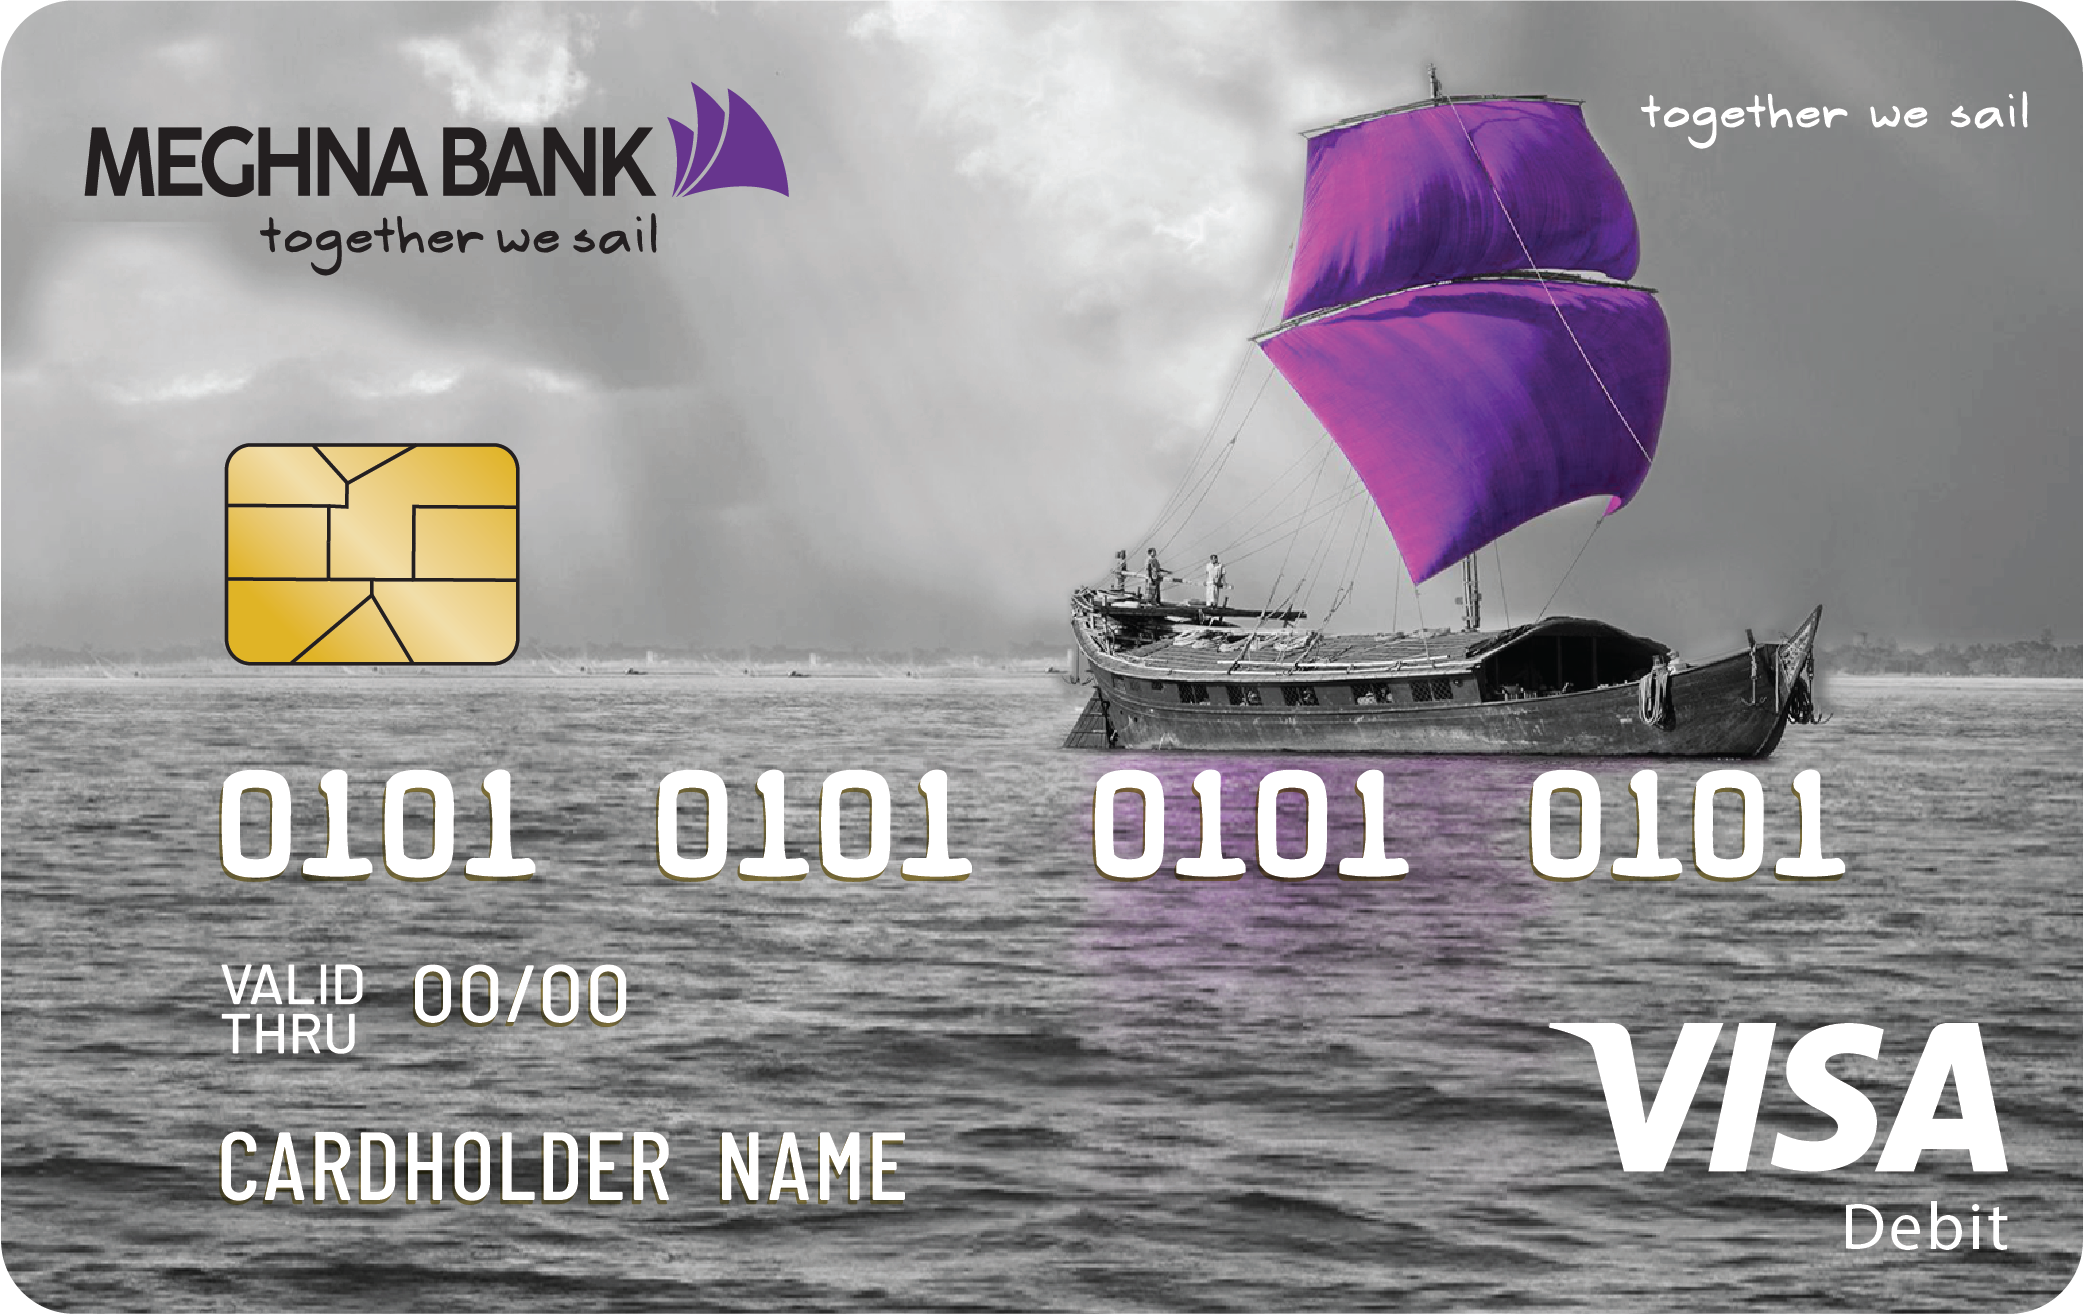 MEGHNA BANK
together we sail
together we sail
0101 0101 0101 0101
VALID THRU 00/00
CARDHOLDER NAME
VISA
Debit